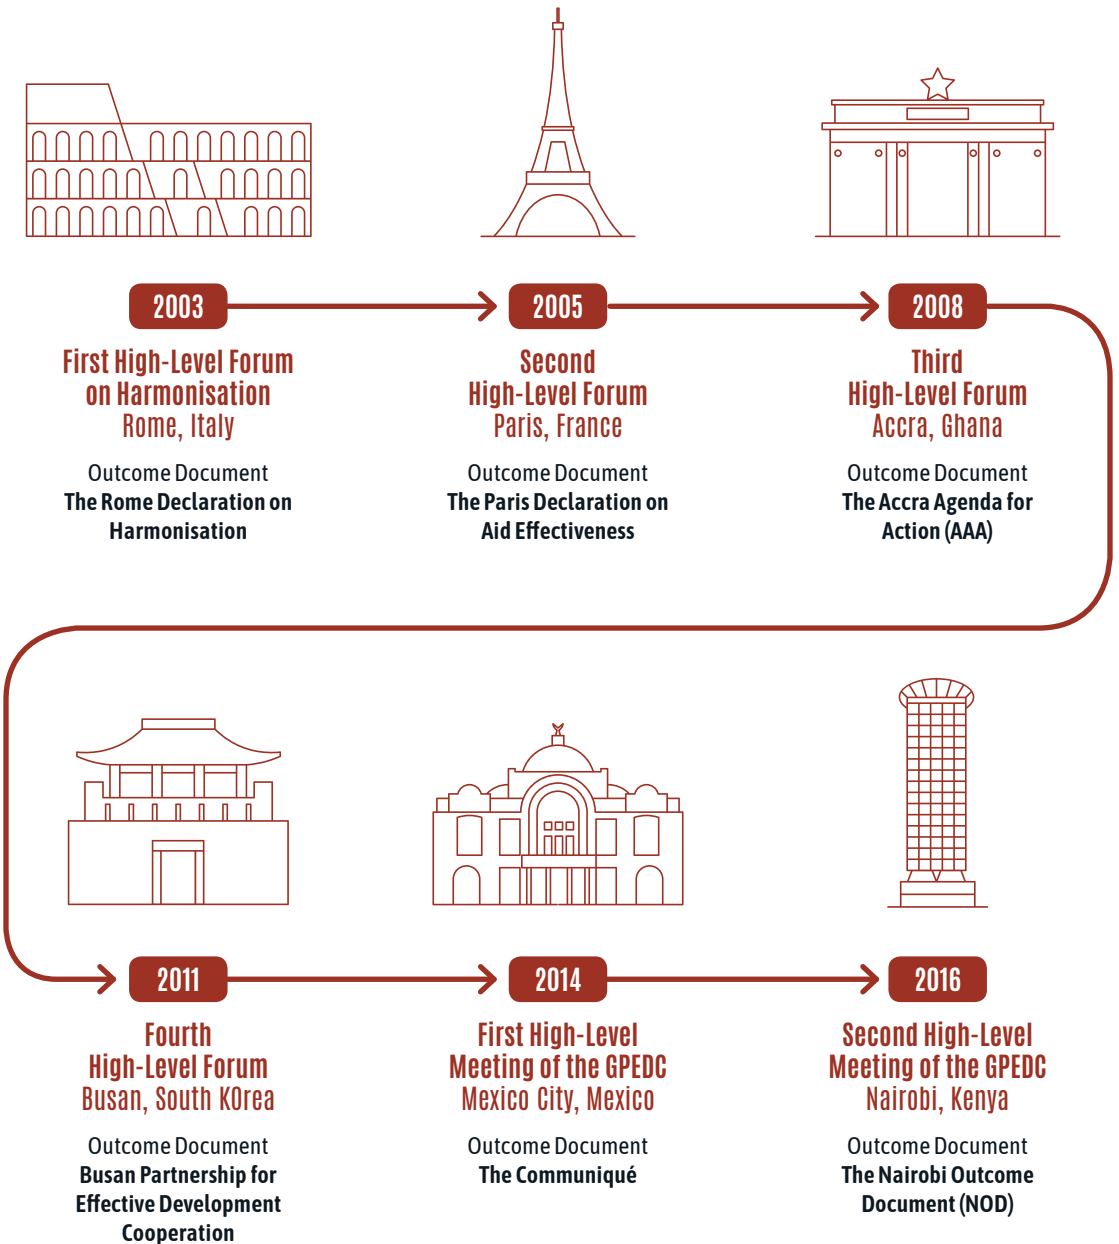 2003
First High-Level Forum
on Harmonisation
Rome, Italy
Outcome Document
The Rome Declaration on
Harmonisation
2005
Second
High-Level Forum
Paris, France
Outcome Document
The Paris Declaration on
Aid Effectiveness
2008
Third
High-Level Forum
Accra, Ghana
Outcome Document
The Accra Agenda for
Action (AAA)
2011
Fourth
High-Level Forum
Busan, South KOrea
Outcome Document
Busan Partnership for
Effective Development
Cooperation
2014
First High-Level
Meeting of the GPEDC
Mexico City, Mexico
Outcome Document
The Communiqué
2016
Second High-Level
Meeting of the GPEDC
Nairobi, Kenya
Outcome Document
The Nairobi Outcome
Document (NOD)